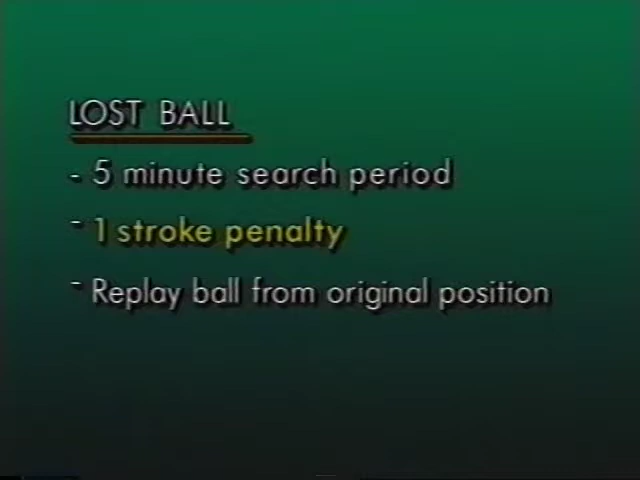 LOST BALL
- 5 minute search period
- 1 stroke penalty
- Replay ball from original position